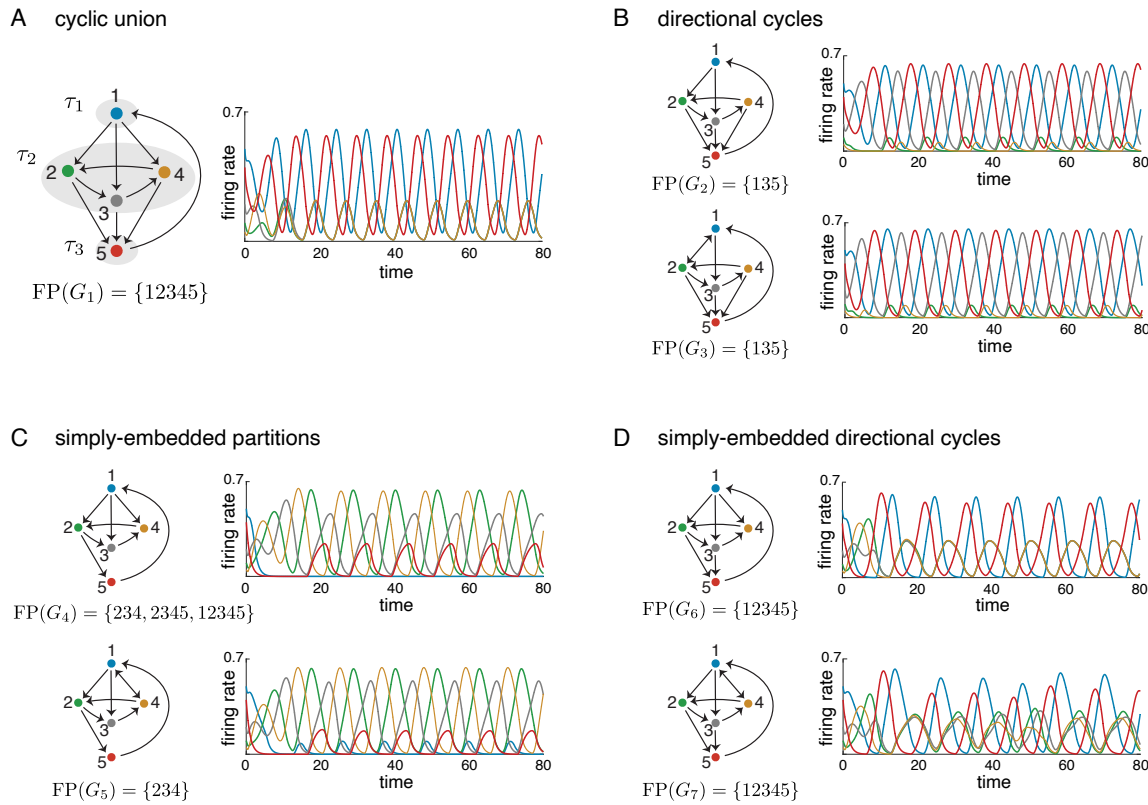 A cyclic union
τ1
1
τ2
2
4
3
τ3
5
FP(G1) = {12345}
0.7
firing rate
0 20 40 60 80
time
B directional cycles
1
2
4
3
5
FP(G2) = {135}
0.7
firing rate
0 20 40 60 80
time
1
2
4
3
5
FP(G3) = {135}
0.7
firing rate
0 20 40 60 80
time
C simply-embedded partitions
1
2
4
3
5
FP(G4) = {234, 2345, 12345}
0.7
firing rate
0 20 40 60 80
time
1
2
4
3
5
FP(G5) = {234}
0.7
firing rate
0 20 40 60 80
time
D simply-embedded directional cycles
1
2
4
3
5
FP(G6) = {12345}
0.7
firing rate
0 20 40 60 80
time
1
2
4
3
5
FP(G7) = {12345}
0.7
firing rate
0 20 40 60 80
time